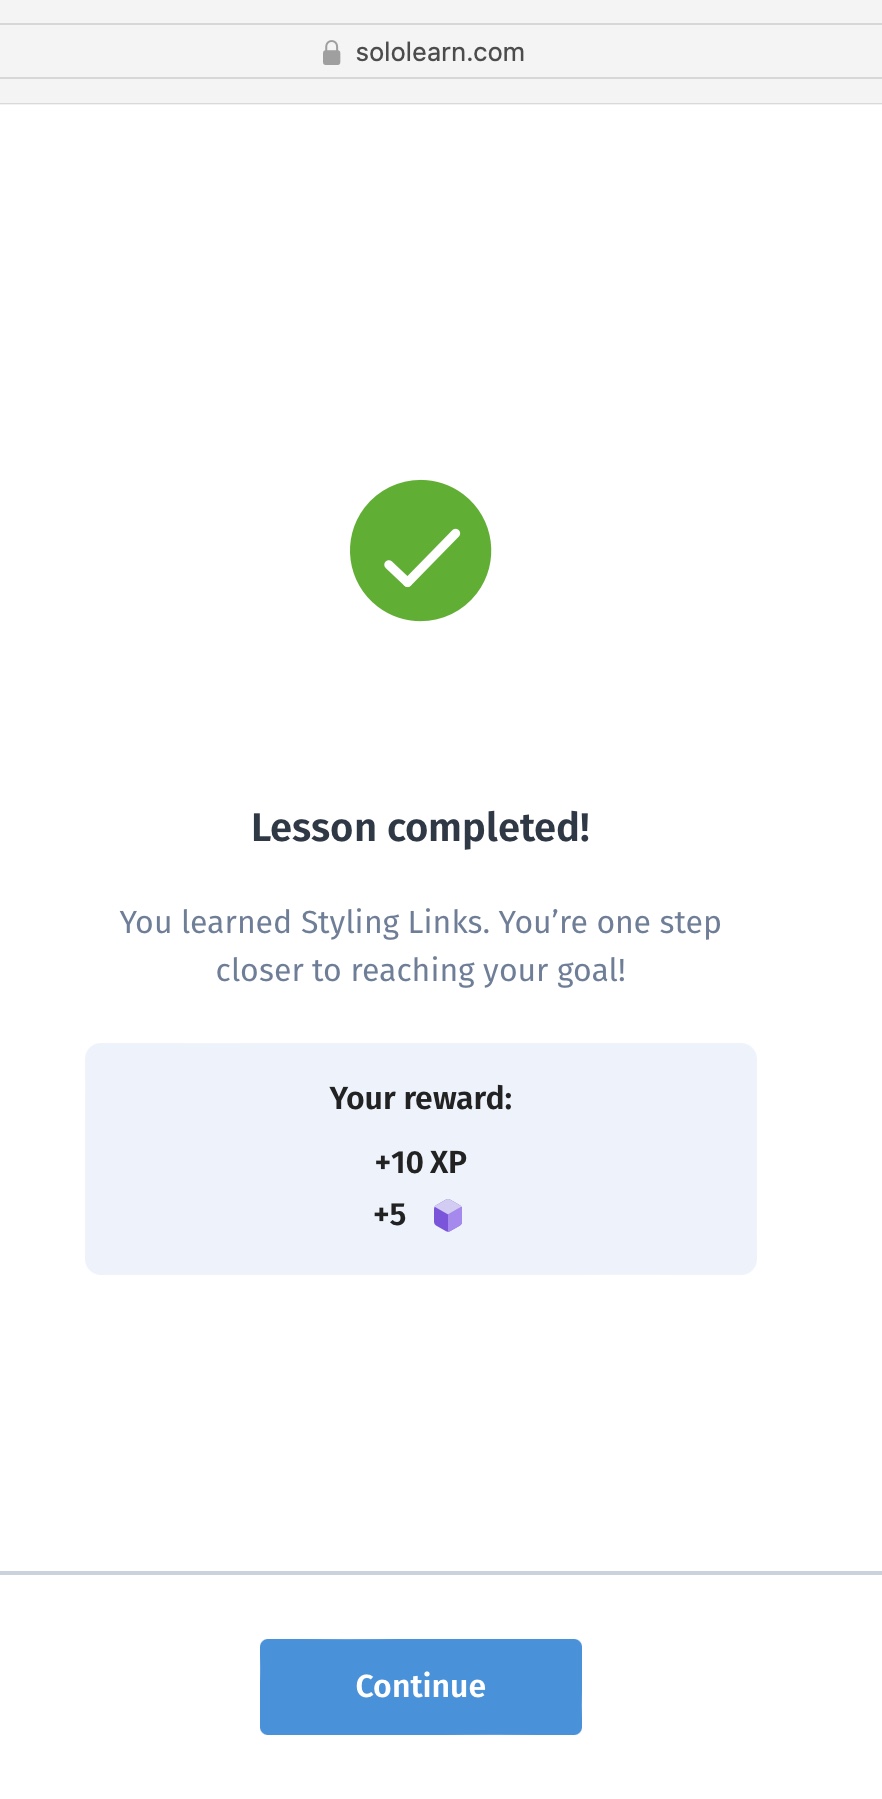 sololearn.com
Lesson completed!
You learned Styling Links. You’re one step
closer to reaching your goal!
Your reward:
+10 XP
+5
Continue